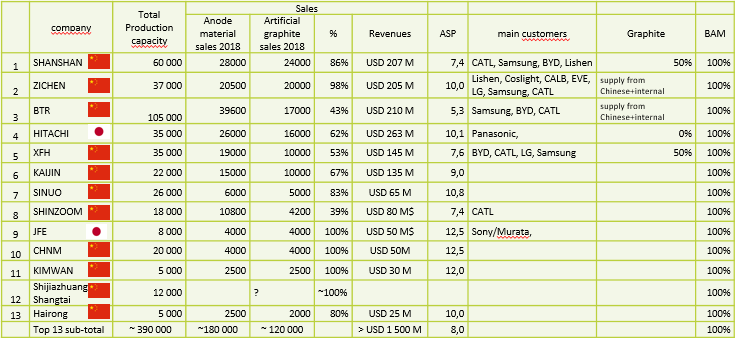 Sales
company Total Production capacity Anode material sales 2018 Artificial graphite sales 2018 % Revenues ASP main customers Graphite BAM
1 SHANSHAN 60 000 28000 24000 86% USD 207 M 7,4 CATL, Samsung, BYD, Lishen 50% 100%
2 ZICHEN 37 000 20500 20000 98% USD 205 M 10,0 Lishen, Coslight, CALB, EVE, LG, Samsung, CATL supply from Chinese+internal 100%
3 BTR 105 000 39600 17000 43% USD 210 M 5,3 Samsung, BYD, CATL supply from Chinese+internal 100%
4 HITACHI 35 000 26000 16000 62% USD 263 M 10,1 Panasonic, 0% 100%
5 XFH 35 000 19000 10000 53% USD 145 M 7,6 BYD, CATL, LG, Samsung 50% 100%
6 KAIJIN 22 000 15000 10000 67% USD 135 M 9,0 100%
7 SINUO 26 000 6000 5000 83% USD 65 M 10,8 100%
8 SHINZOOM 18 000 10800 4200 39% USD 80 M$ 7,4 CATL 100%
9 JFE 8 000 4000 4000 100% USD 50 M$ 12,5 Sony/Murata, 100%
10 CHNM 20 000 4000 4000 100% USD 50M 12,5 100%
11 KIMWAN 5 000 2500 2500 100% USD 30 M 12,0 100%
12 Shijiazhuang Shangtai 12 000 ? ~100% 100%
13 Hairong 5 000 2500 2000 80% USD 25 M 10,0 100%
Top 13 sub-total ~ 390 000 ~180 000 ~ 120 000 > USD 1 500 M 8,0 100%